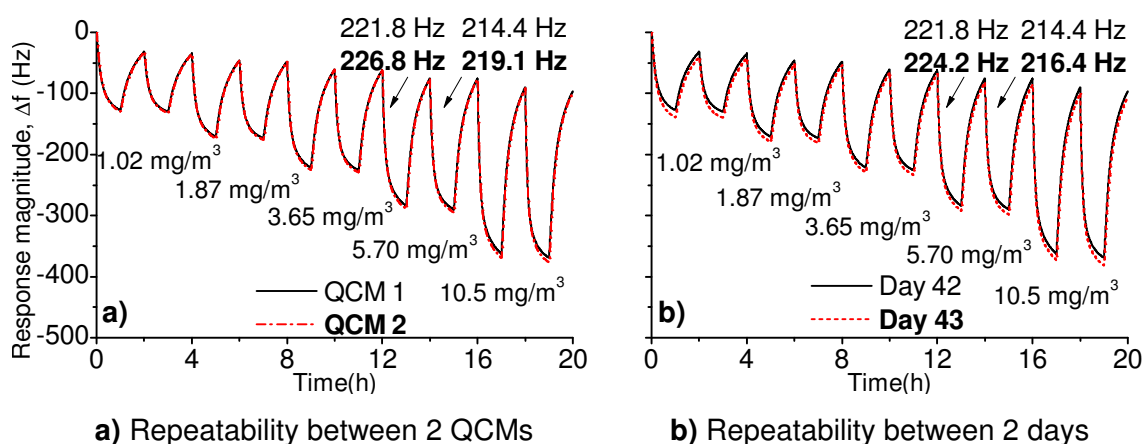 221.8 Hz 214.4 Hz
226.8 Hz 219.1 Hz
1.02 mg/m³
1.87 mg/m³
3.65 mg/m³
5.70 mg/m³
10.5 mg/m³
QCM 1
QCM 2
a)
Response magnitude, Δf (Hz)
0
-100
-200
-300
-400
-500
0 4 8 12 16 20
Time(h)
a) Repeatability between 2 QCMs
221.8 Hz 214.4 Hz
224.2 Hz 216.4 Hz
1.02 mg/m³
1.87 mg/m³
3.65 mg/m³
5.70 mg/m³
10.5 mg/m³
Day 42
Day 43
b)
0 4 8 12 16 20
Time(h)
b) Repeatability between 2 days